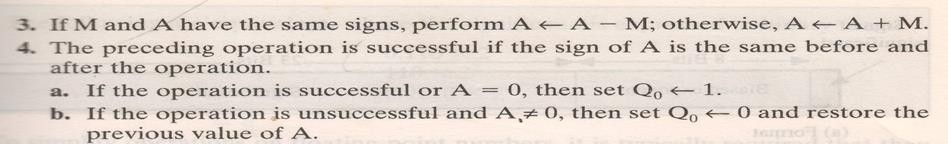 3. If M and A have the same signs, perform A ← A − M; otherwise, A ← A + M.
4. The preceding operation is successful if the sign of A is the same before and
after the operation.
a. If the operation is successful or A = 0, then set Q₀ ← 1.
b. If the operation is unsuccessful and A ≠ 0, then set Q₀ ← 0 and restore the
previous value of A.